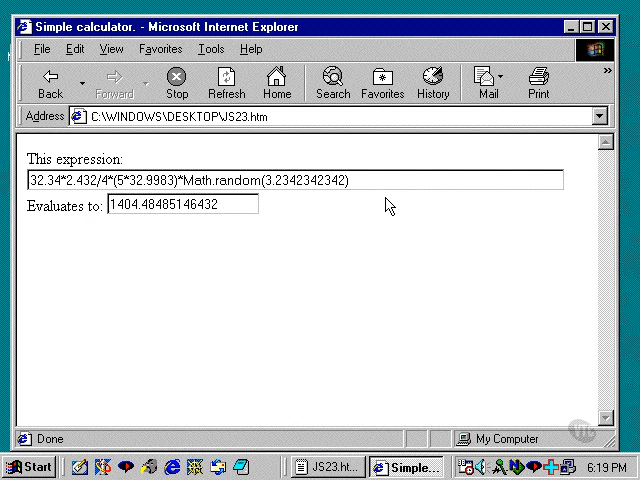 Simple calculator. - Microsoft Internet Explorer
File Edit View Favorites Tools Help
Back Forward Stop Refresh Home Search Favorites History Mail Print
Address C:\WINDOWS\DESKTOP\JS23.htm
This expression:
32.34*2.432/4*(5*32.9983)*Math.random(3.2342342342)
Evaluates to: 1404.48485146432
Done My Computer
VTC
Start JS23.ht... Simple... 6:19 PM